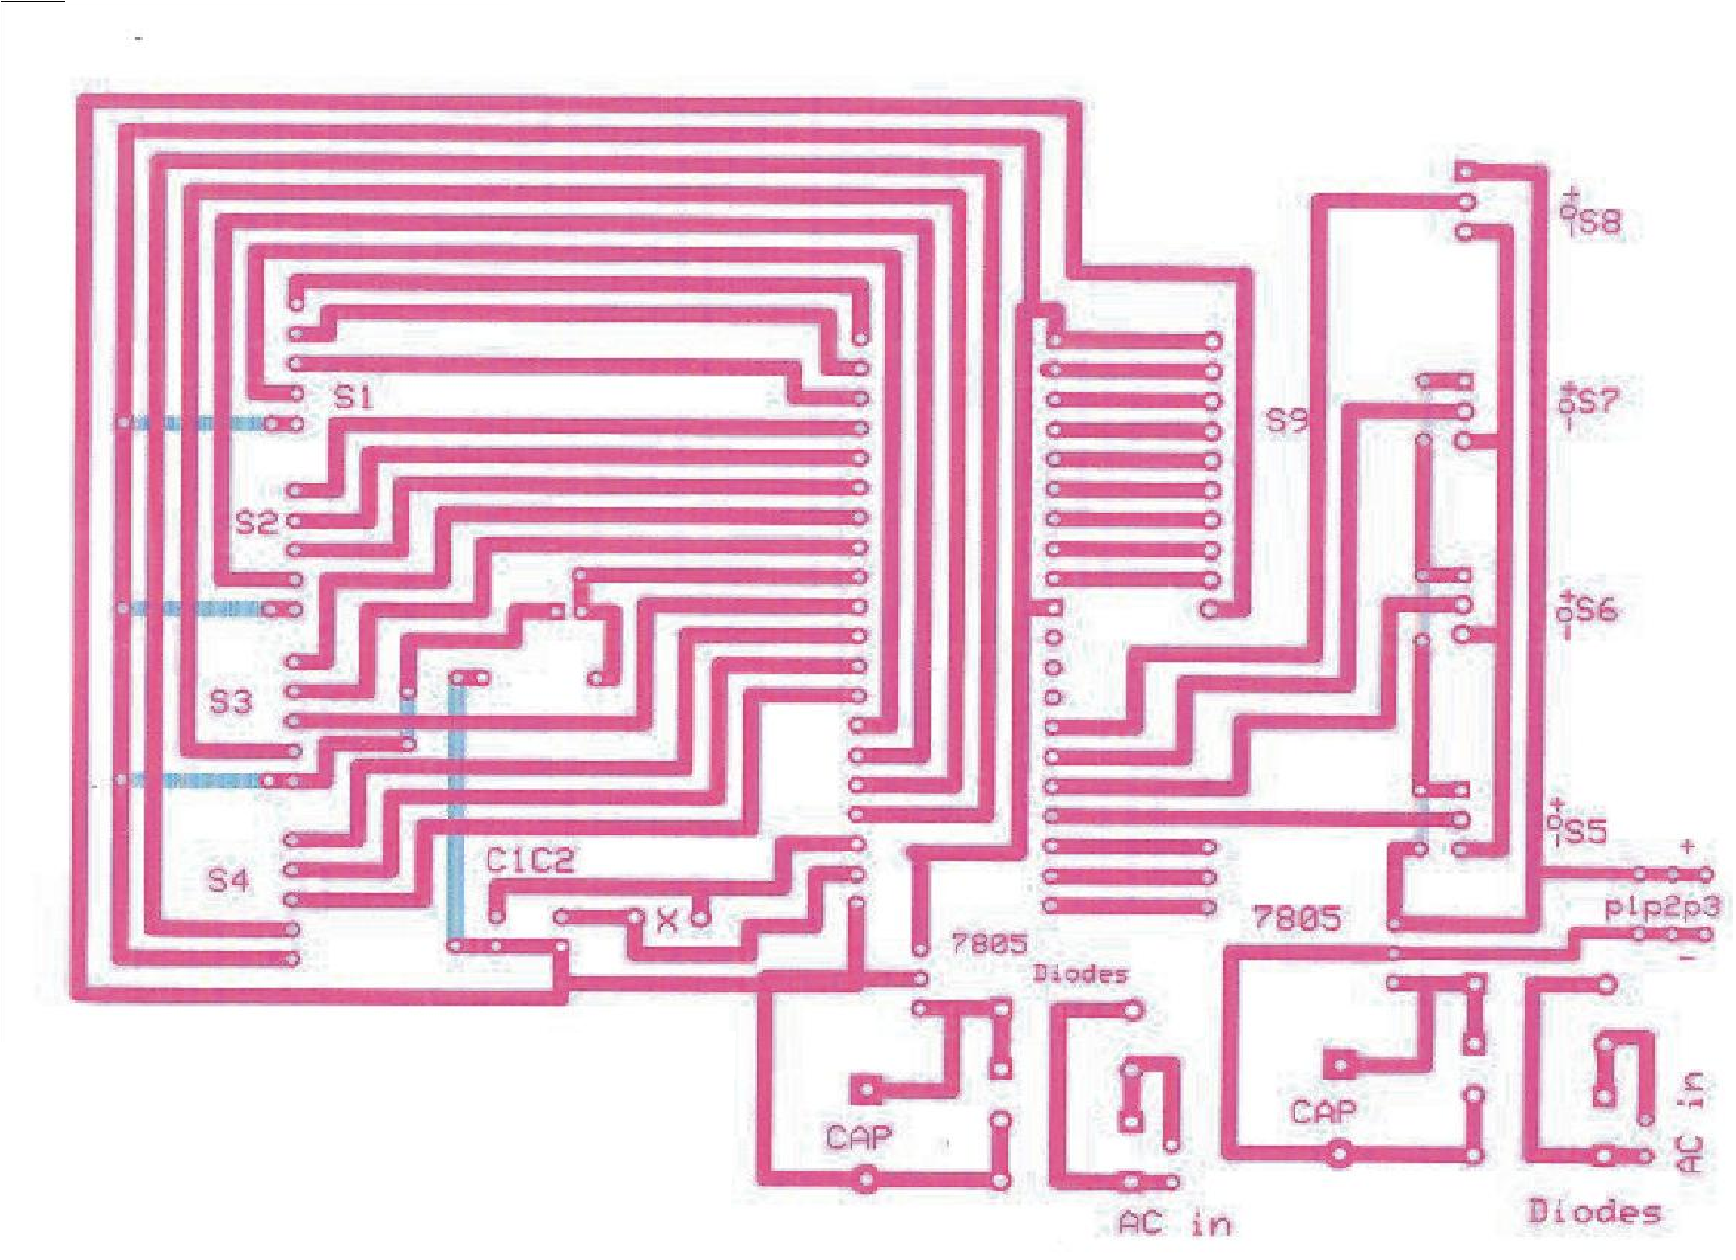 +
o S8
-
S1
+
o S7
-
S9
S2
+
o S6
-
S3
+
o S5
-
C1C2
+
S4
p1p2p3
X
7805
7805
-
Diodes
AC in
CAP
CAP
Diodes
AC in